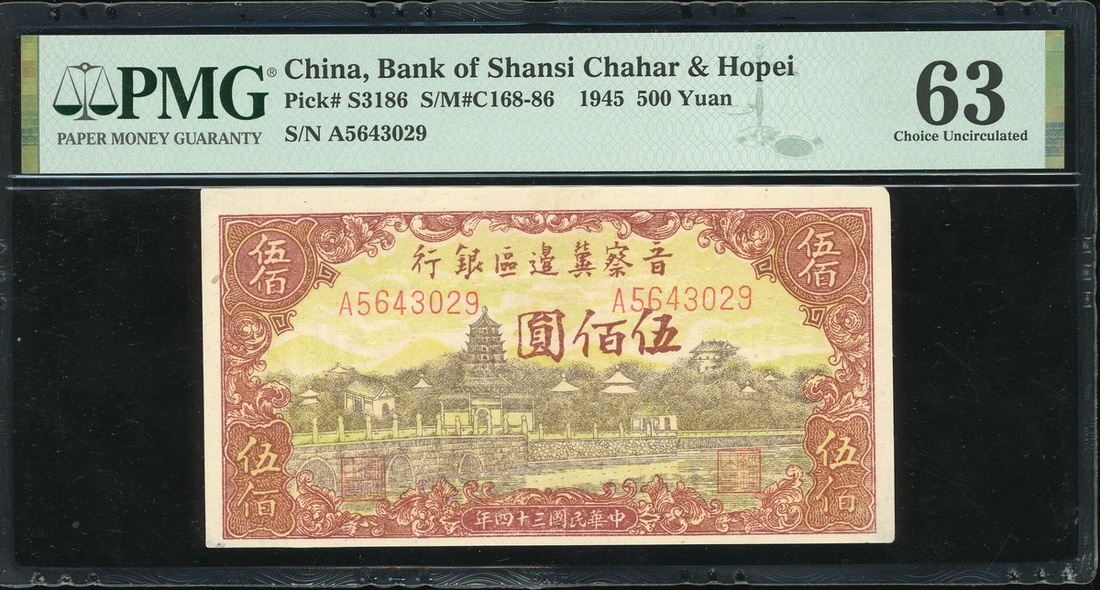 PMG® PAPER MONEY GUARANTY
China, Bank of Shansi Chahar & Hopei
Pick# S3186 S/M#C168-86 1945 500 Yuan
S/N A5643029
63
Choice Uncirculated
伍佰
晉察冀邊區銀行
伍佰
A5643029 A5643029
伍佰圓
伍佰
伍佰
中華民國三十四年